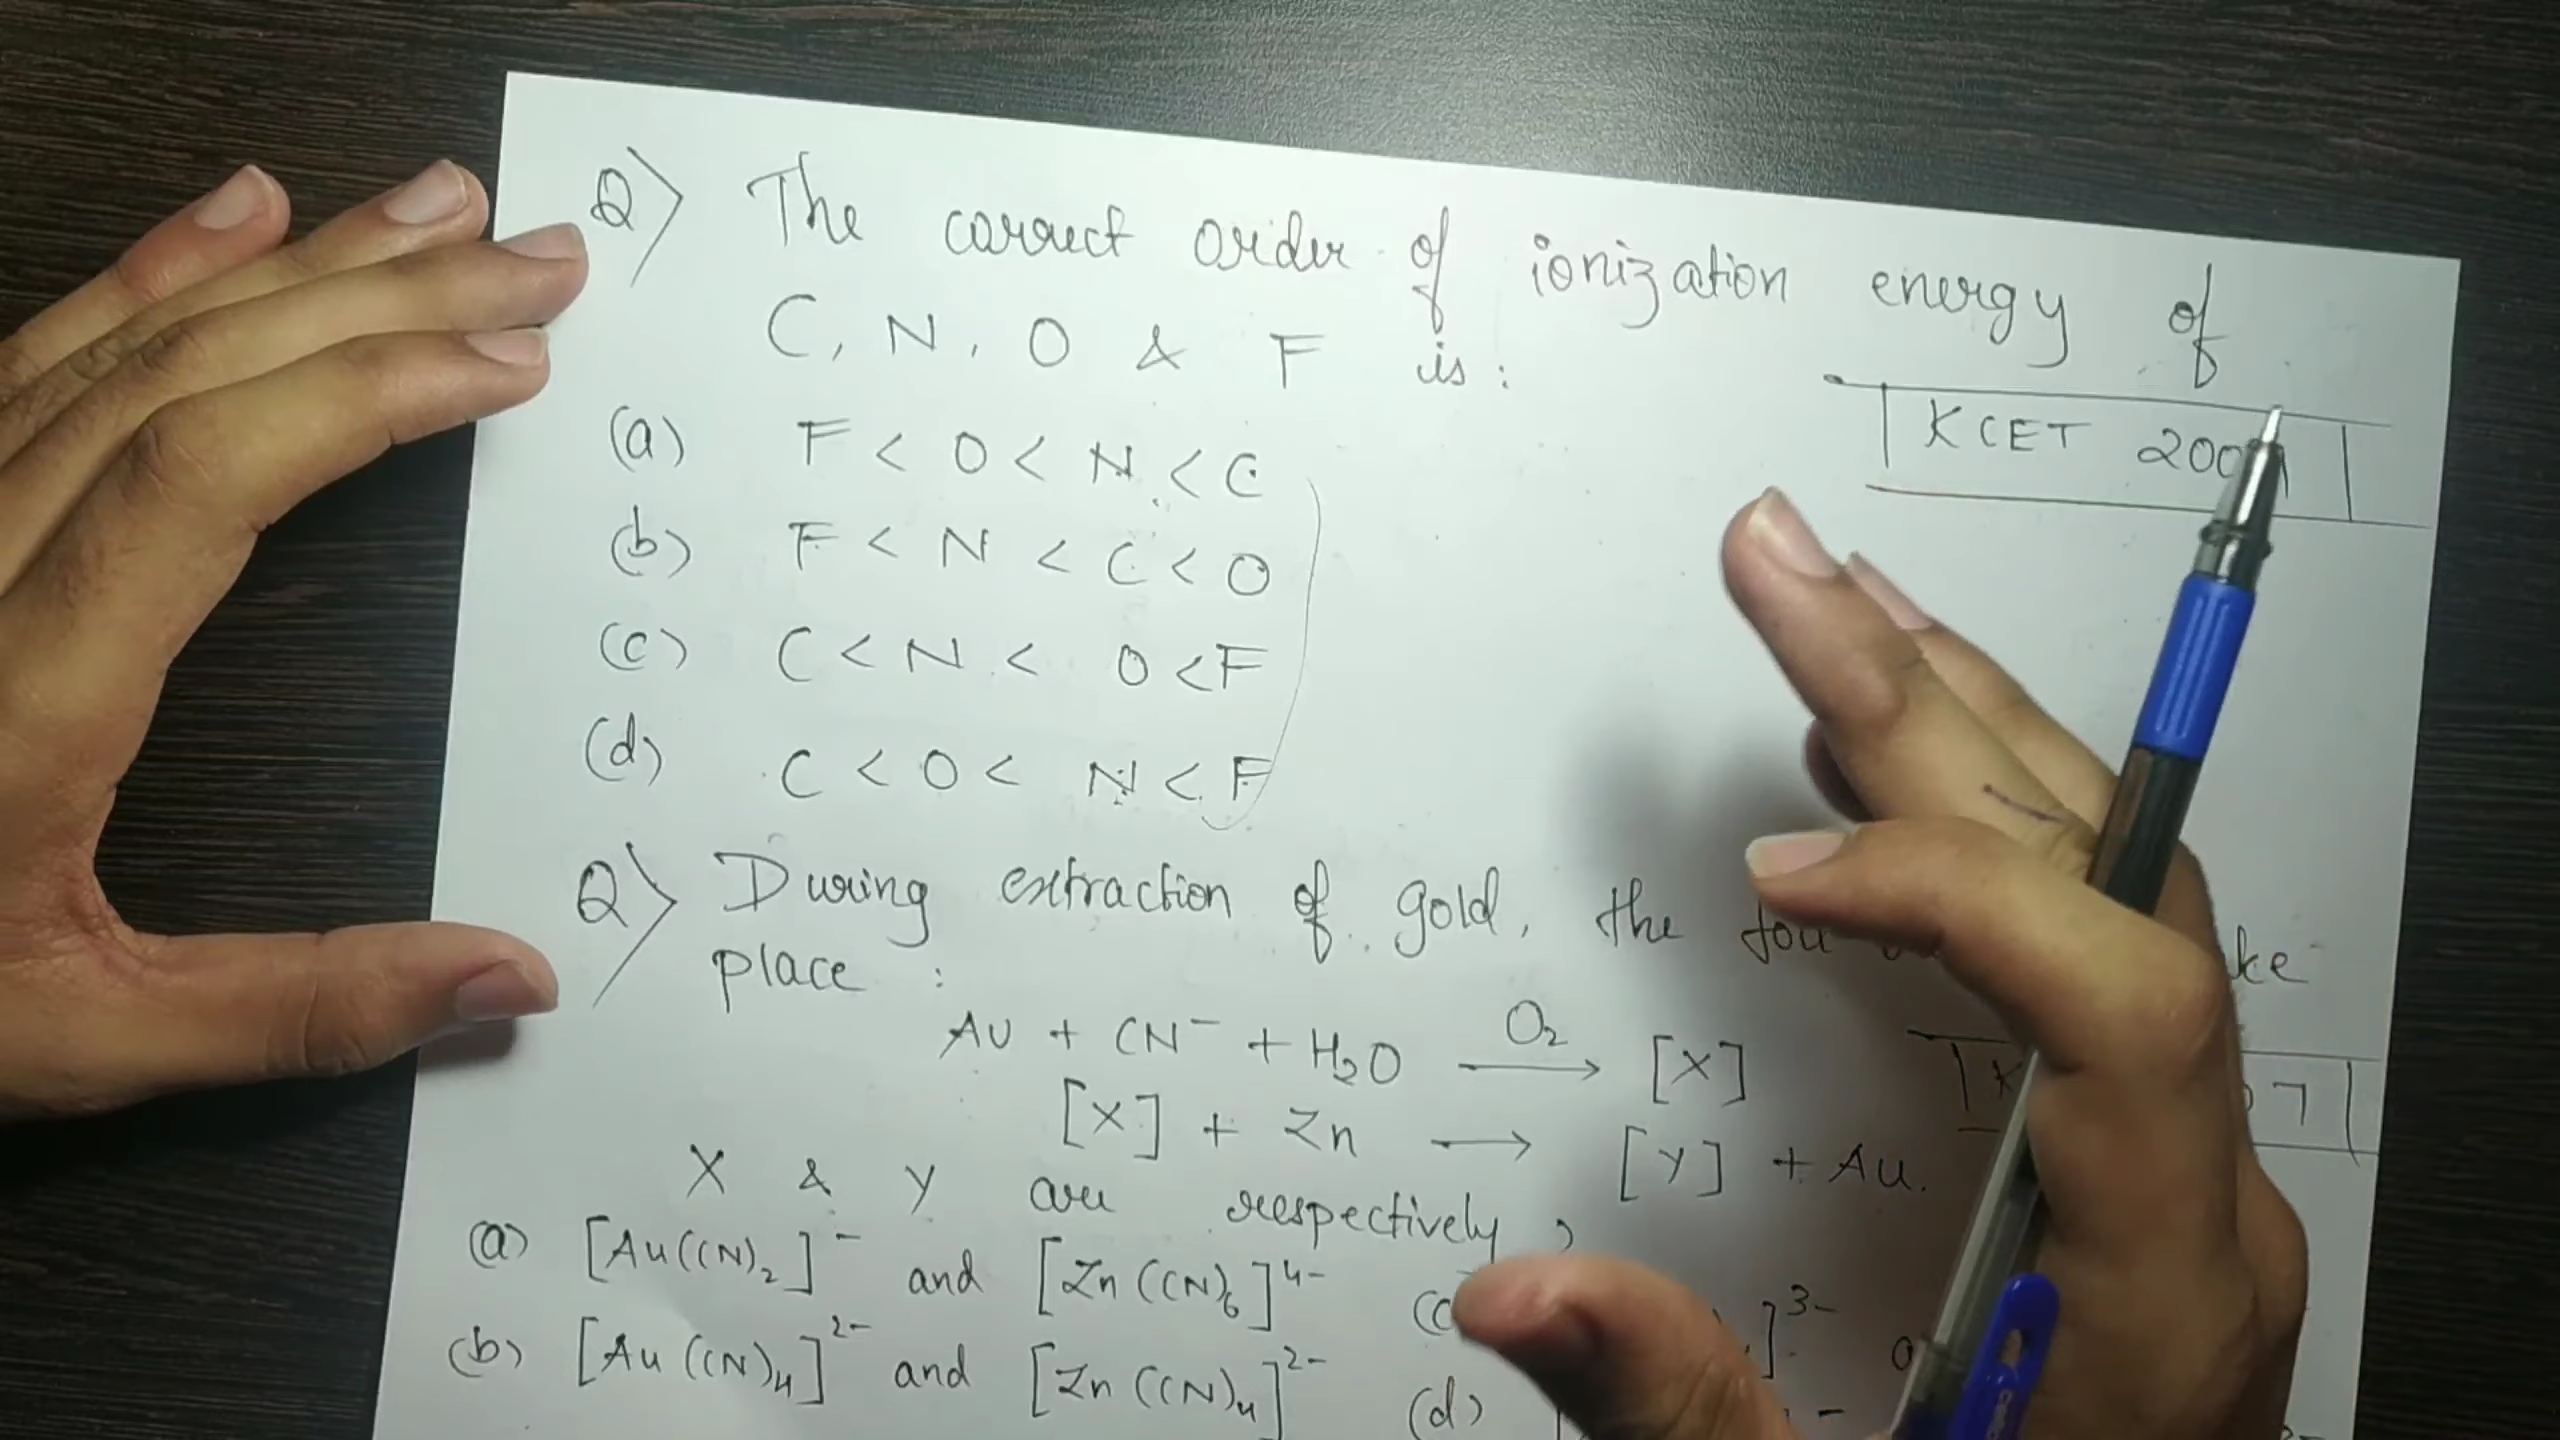 Q> The correct order of ionization energy of
C, N, O & F is:
KCET
(a) F < O < N < C
(b) F < N < C < O
(c) C < N < O < F
(d) C < O < N < F
Q> During extraction of gold, the
place :
Au + CN⁻ + H₂O —O₂→ [X]
[X] + Zn → [Y] + Au.
X & Y are respectively,
(a) [Au(CN)₂]⁻ and [Zn(CN)₆]⁴⁻
(b) [Au(CN)₄]²⁻ and [Zn(CN)₄]²⁻
(d)